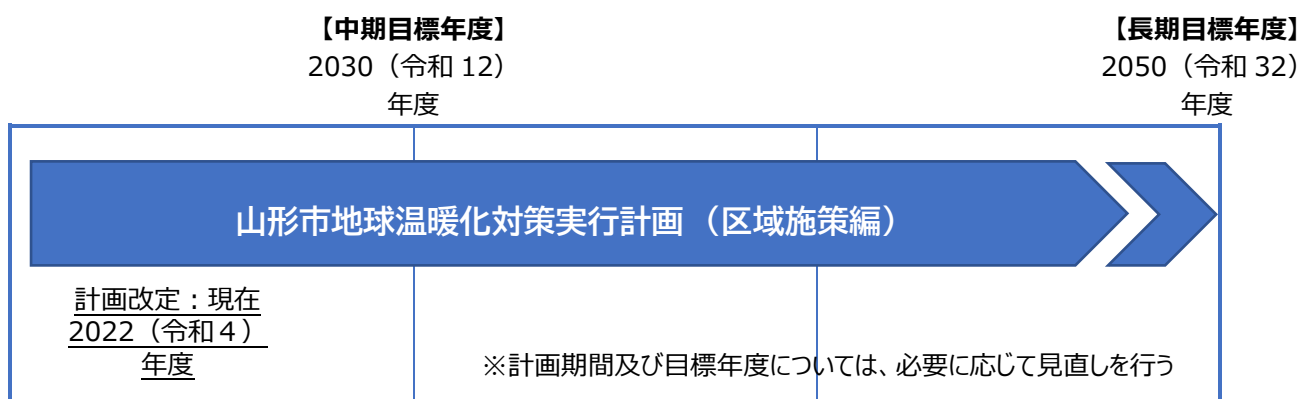 【中期目標年度】
2030（令和 12）
年度
【長期目標年度】
2050（令和 32）
年度
山形市地球温暖化対策実行計画（区域施策編）
計画改定：現在
2022（令和４）
年度
※計画期間及び目標年度については、必要に応じて見直しを行う